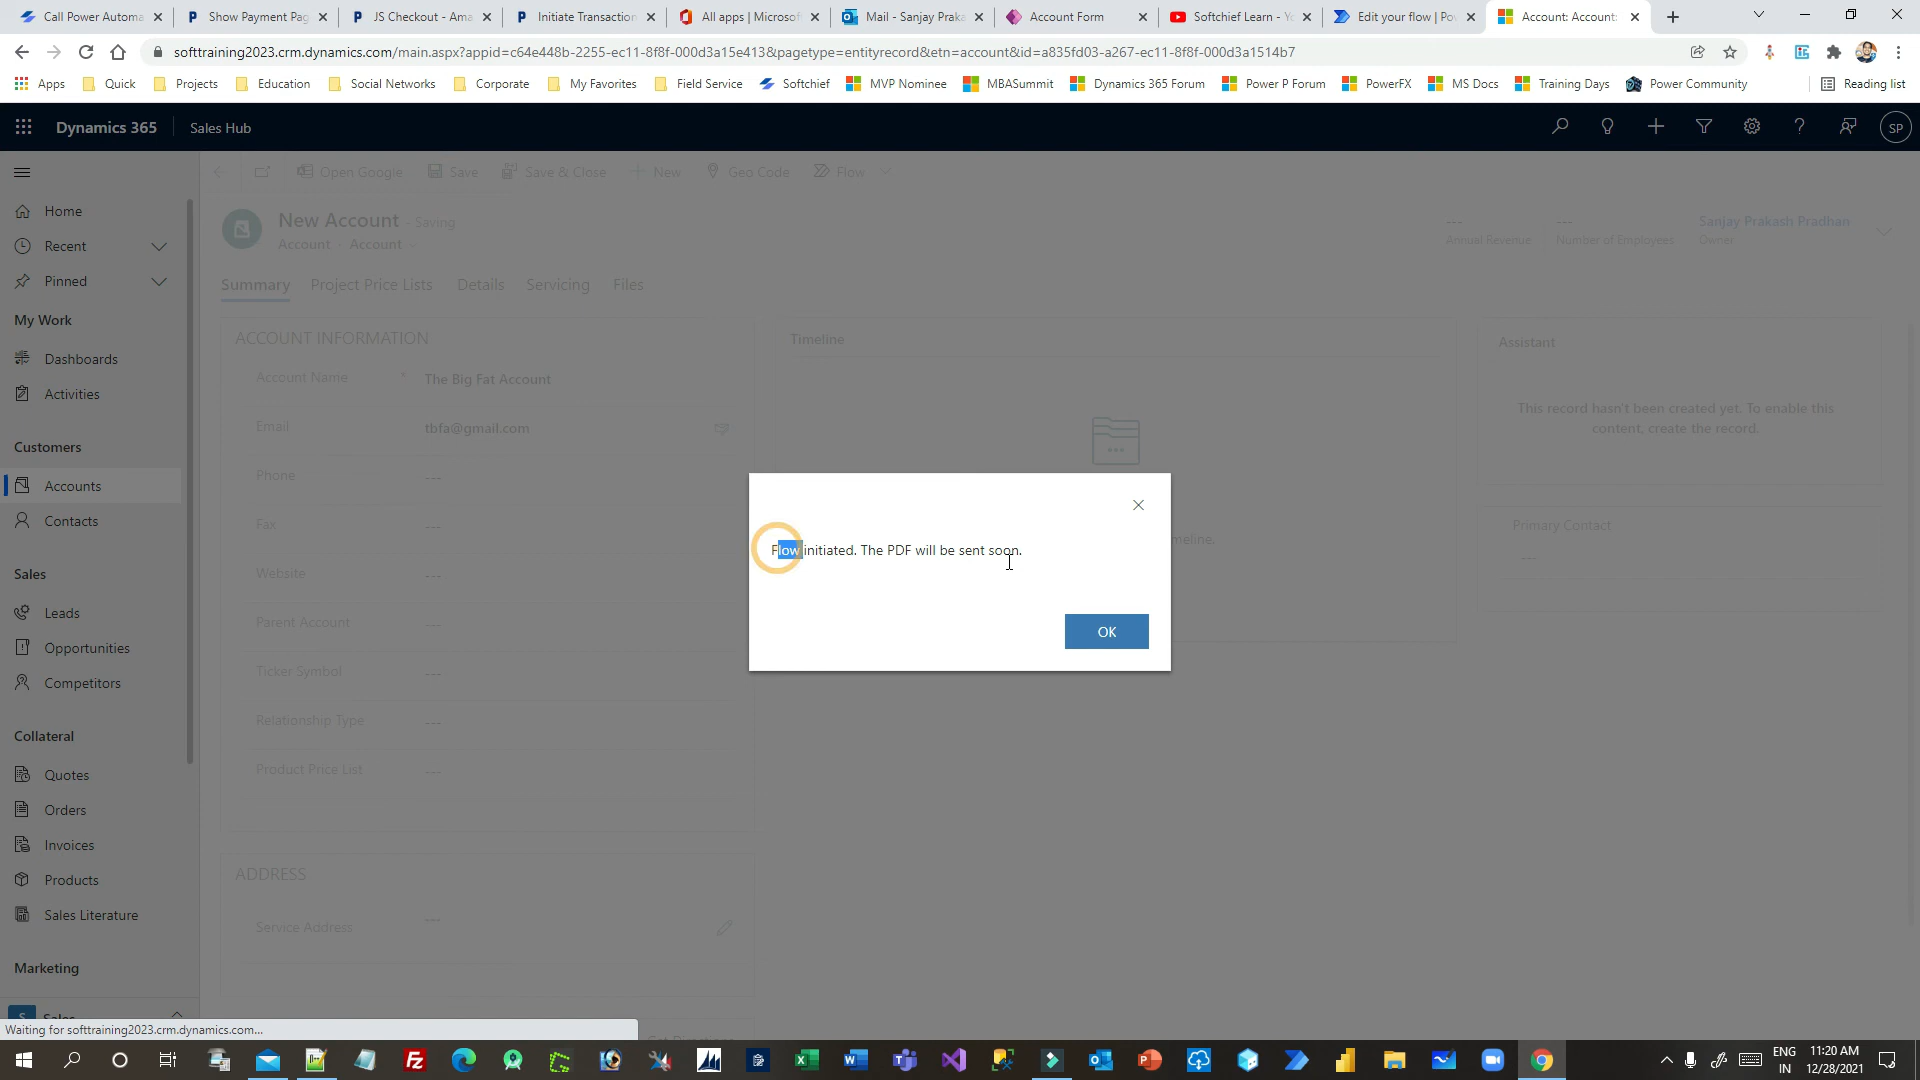 Call Power Automa
Show Payment Pag
JS Checkout - Ama
Initiate Transaction
All apps | Microsof
Mail - Sanjay Praka
Account Form
Softchief Learn - Yo
Edit your flow | Po
Account: Account:
softtraining2023.crm.dynamics.com/main.aspx?appid=c64e448b-2255-ec11-8f8f-000d3a15e413&pagetype=entityrecord&etn=account&id=a835fd03-a267-ec11-8f8f-000d3a1514b7
Apps Quick Projects Education Social Networks Corporate My Favorites Field Service Softchief MVP Nominee MBASummit Dynamics 365 Forum Power P Forum PowerFX MS Docs Training Days Power Community Reading list
Dynamics 365 Sales Hub SP
Open Google Save Save & Close New Geo Code Flow
New Account - Saving
Account · Account
--- Annual Revenue
--- Number of Employees
Sanjay Prakash Pradhan
Owner
Summary Project Price Lists Details Servicing Files
Home
Recent
Pinned
My Work
Dashboards
Activities
Customers
Accounts
Contacts
Sales
Leads
Opportunities
Competitors
Collateral
Quotes
Orders
Invoices
Products
Sales Literature
Marketing
S Sales
ACCOUNT INFORMATION
Account Name * The Big Fat Account
Email tbfa@gmail.com
Phone ---
Fax ---
Website ---
Parent Account ---
Ticker Symbol ---
Relationship Type ---
Product Price List ---
ADDRESS
Service Address ---
Timeline
Assistant
This record hasn't been created yet. To enable this
content, create the record.
Primary Contact
---
Flow initiated. The PDF will be sent soon.
OK
Waiting for softtraining2023.crm.dynamics.com...
ENG
IN
11:20 AM
12/28/2021